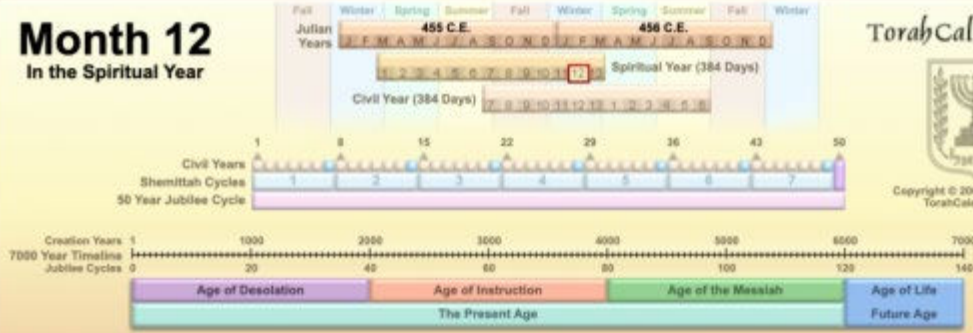 Month 12
In the Spiritual Year
Fall Winter Spring Summer Fall Winter Spring Summer Fall Winter
Julian Years
455 C.E. 456 C.E.
J F M A M J J A S O N D J F M A M J J A S O N D
1 2 3 4 5 6 7 8 9 10 11 12 13 Spiritual Year (384 Days)
Civil Year (384 Days) 7 8 9 10 11 12 13 1 2 3 4 5 6
1 8 15 22 29 36 43 50
Civil Years
Shemittah Cycles 1 2 3 4 5 6 7
50 Year Jubilee Cycle
Creation Years 1 1000 2000 3000 4000 5000 6000 7000
7000 Year Timeline
Jubilee Cycles 0 20 40 60 80 100 120 140
Age of Desolation Age of Instruction Age of the Messiah Age of Life
The Present Age Future Age
TorahCal
Copyright © 20
TorahCal